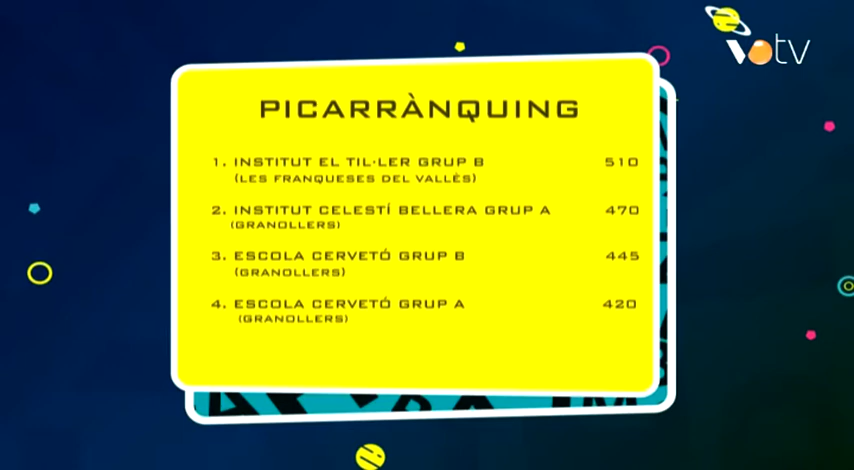 votv
PICARRÀNQUING
1. INSTITUT EL TIL·LER GRUP B 510
(LES FRANQUESES DEL VALLÈS)
2. INSTITUT CELESTÍ BELLERA GRUP A 470
(GRANOLLERS)
3. ESCOLA CERVETÓ GRUP B 445
(GRANOLLERS)
4. ESCOLA CERVETÓ GRUP A 420
(GRANOLLERS)